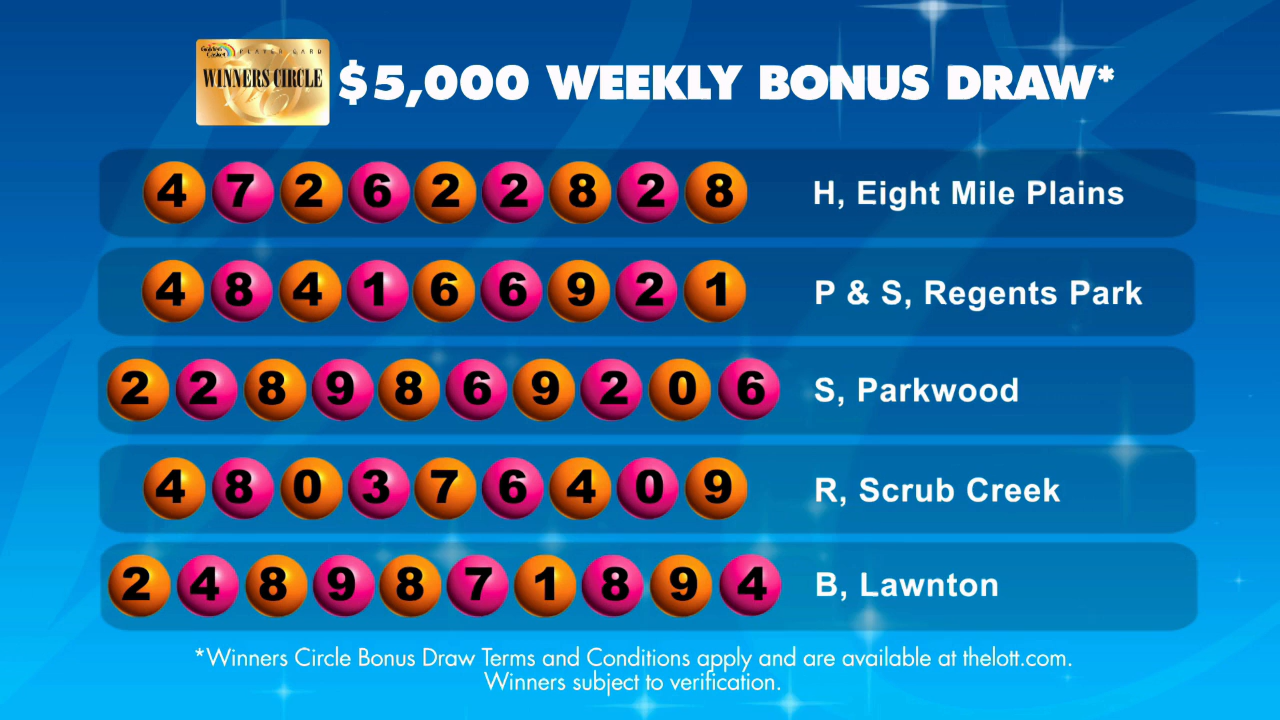 Golden Casket PLAYER CARD
WINNERS CIRCLE
$5,000 WEEKLY BONUS DRAW*
4 7 2 6 2 2 8 2 8 H, Eight Mile Plains
4 8 4 1 6 6 9 2 1 P & S, Regents Park
2 2 8 9 8 6 9 2 0 6 S, Parkwood
4 8 0 3 7 6 4 0 9 R, Scrub Creek
2 4 8 9 8 7 1 8 9 4 B, Lawnton
*Winners Circle Bonus Draw Terms and Conditions apply and are available at thelott.com.
Winners subject to verification.